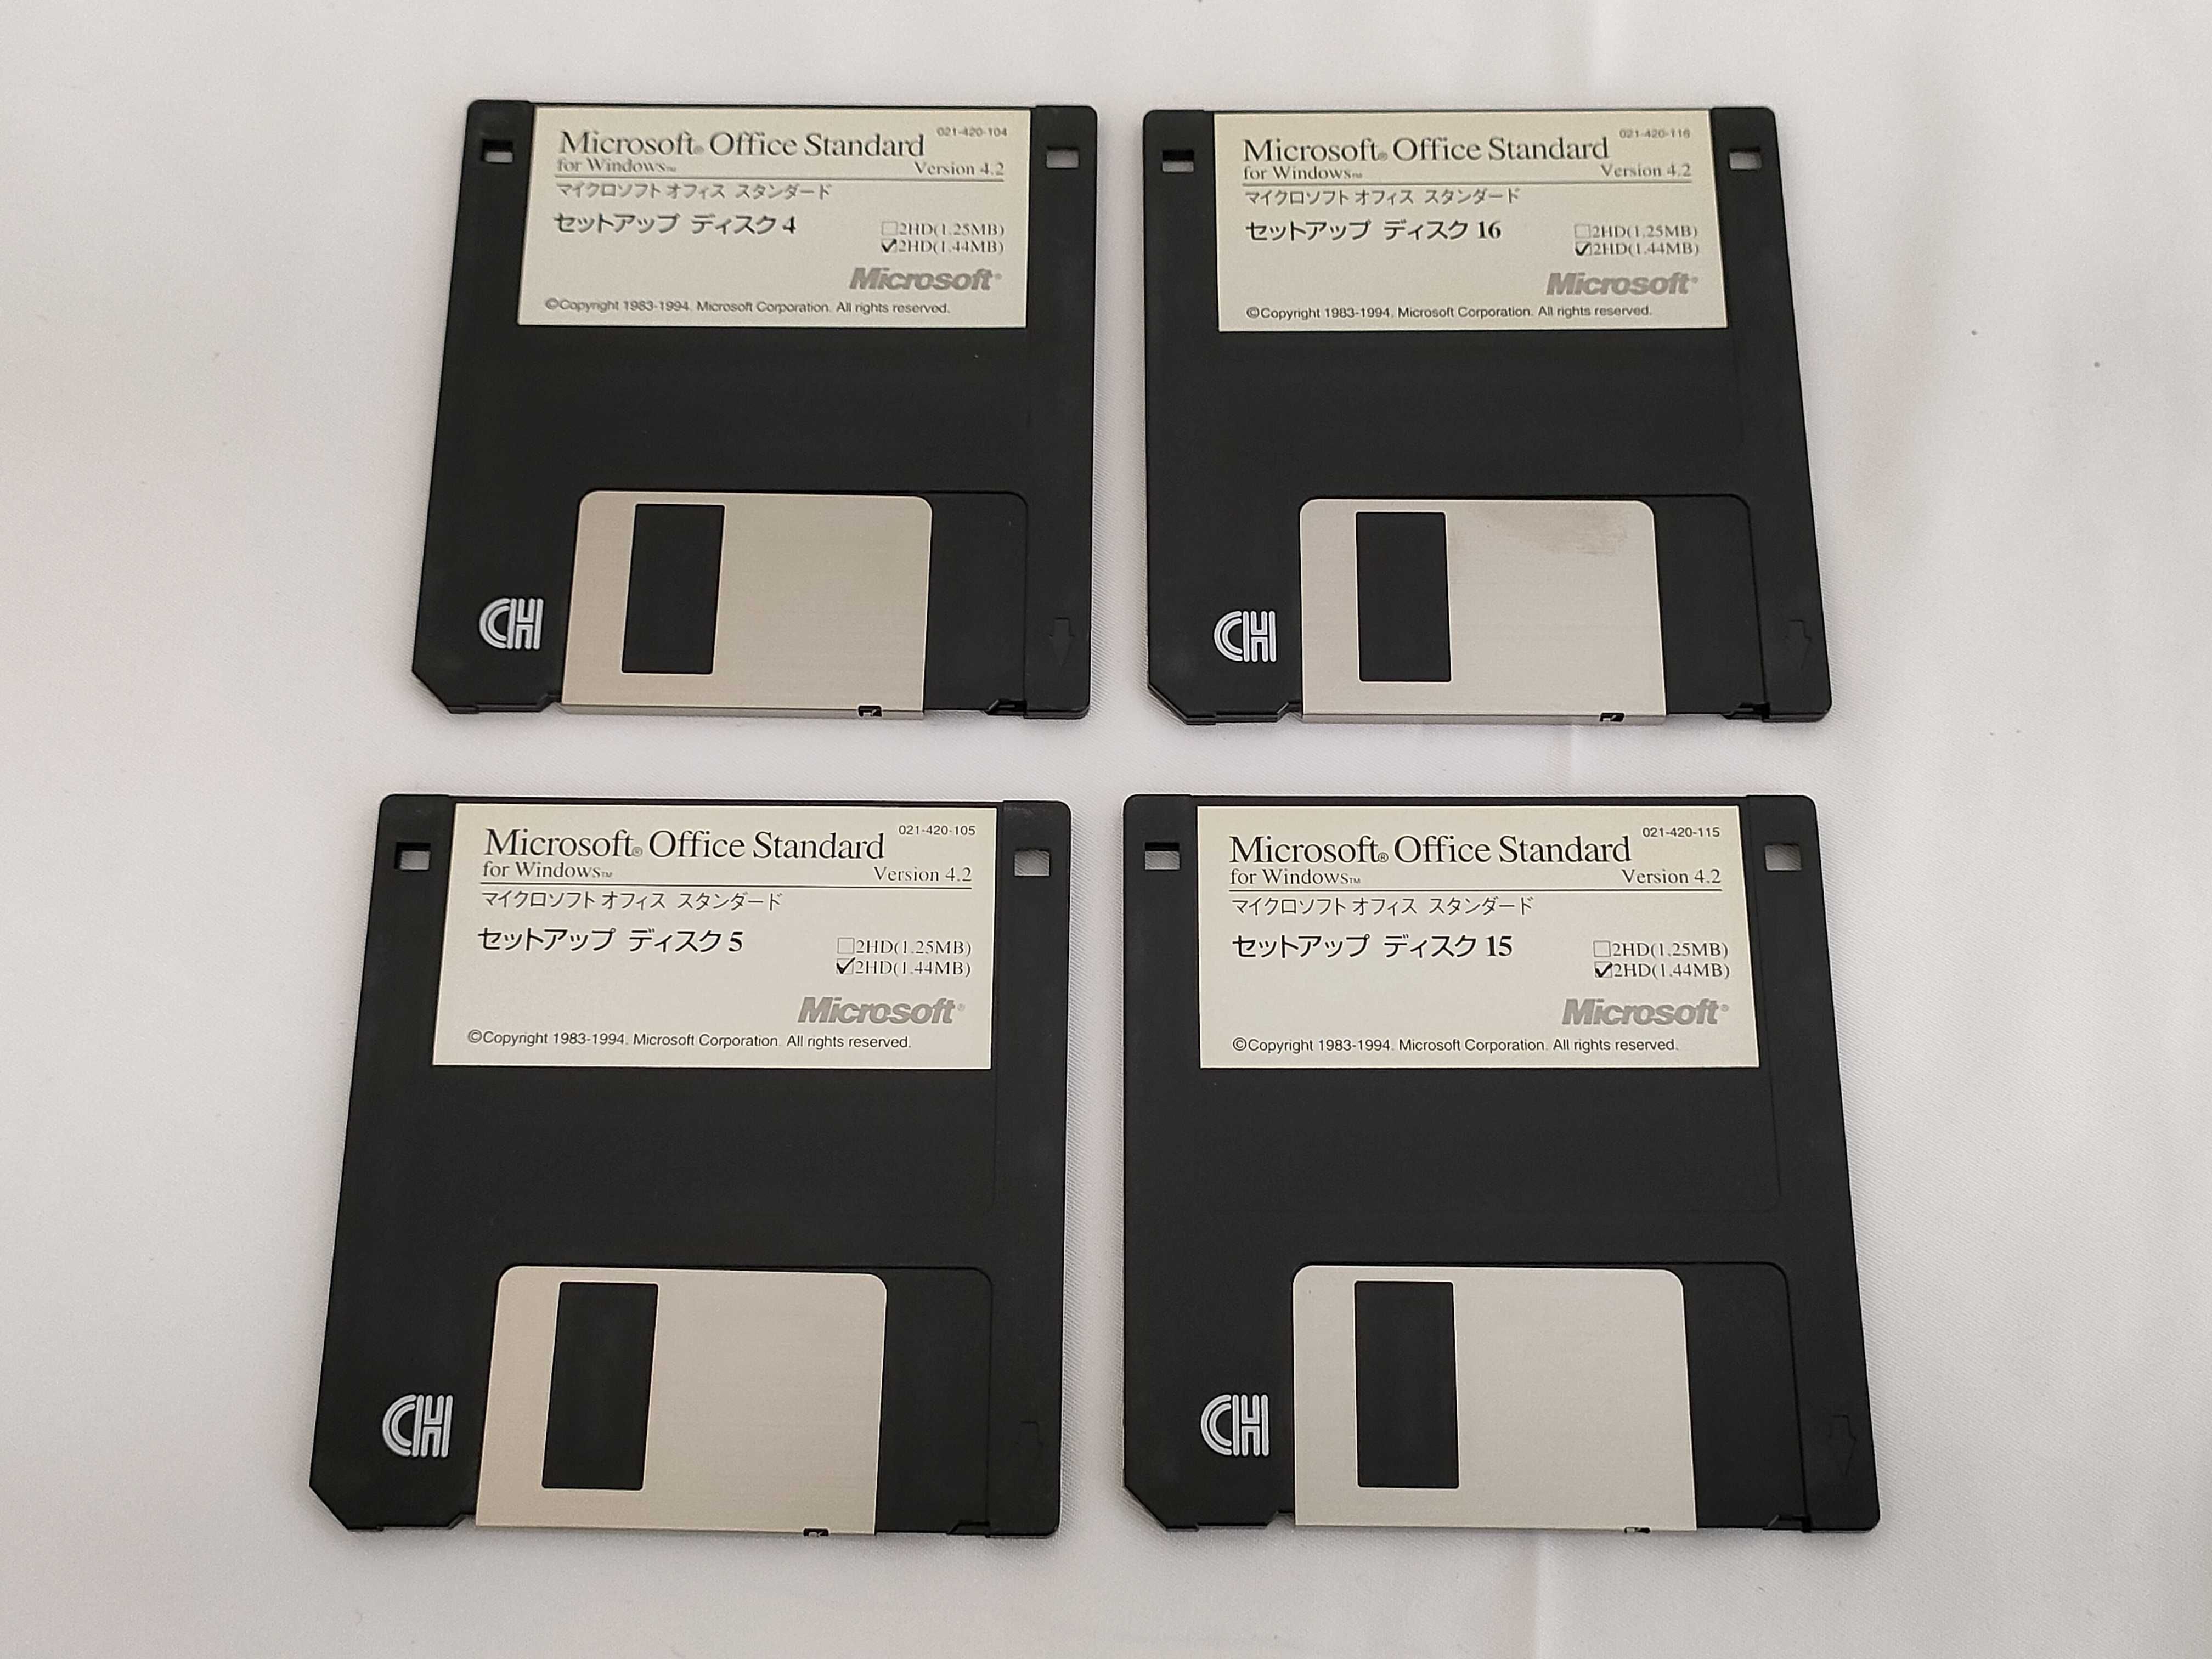 021-420-104
Microsoft® Office Standard
for Windows™ Version 4.2
マイクロソフト オフィス スタンダード
セットアップ ディスク 4
2HD(1.25MB)
2HD(1.44MB)
Microsoft®
©Copyright 1983-1994. Microsoft Corporation. All rights reserved.
CH
021-420-116
Microsoft® Office Standard
for Windows™ Version 4.2
マイクロソフト オフィス スタンダード
セットアップ ディスク 16
2HD(1.25MB)
2HD(1.44MB)
Microsoft®
©Copyright 1983-1994. Microsoft Corporation. All rights reserved.
CH
021-420-105
Microsoft® Office Standard
for Windows™ Version 4.2
マイクロソフト オフィス スタンダード
セットアップ ディスク 5
2HD(1.25MB)
2HD(1.44MB)
Microsoft®
©Copyright 1983-1994. Microsoft Corporation. All rights reserved.
CH
021-420-115
Microsoft® Office Standard
for Windows™ Version 4.2
マイクロソフト オフィス スタンダード
セットアップ ディスク 15
2HD(1.25MB)
2HD(1.44MB)
Microsoft®
©Copyright 1983-1994. Microsoft Corporation. All rights reserved.
CH